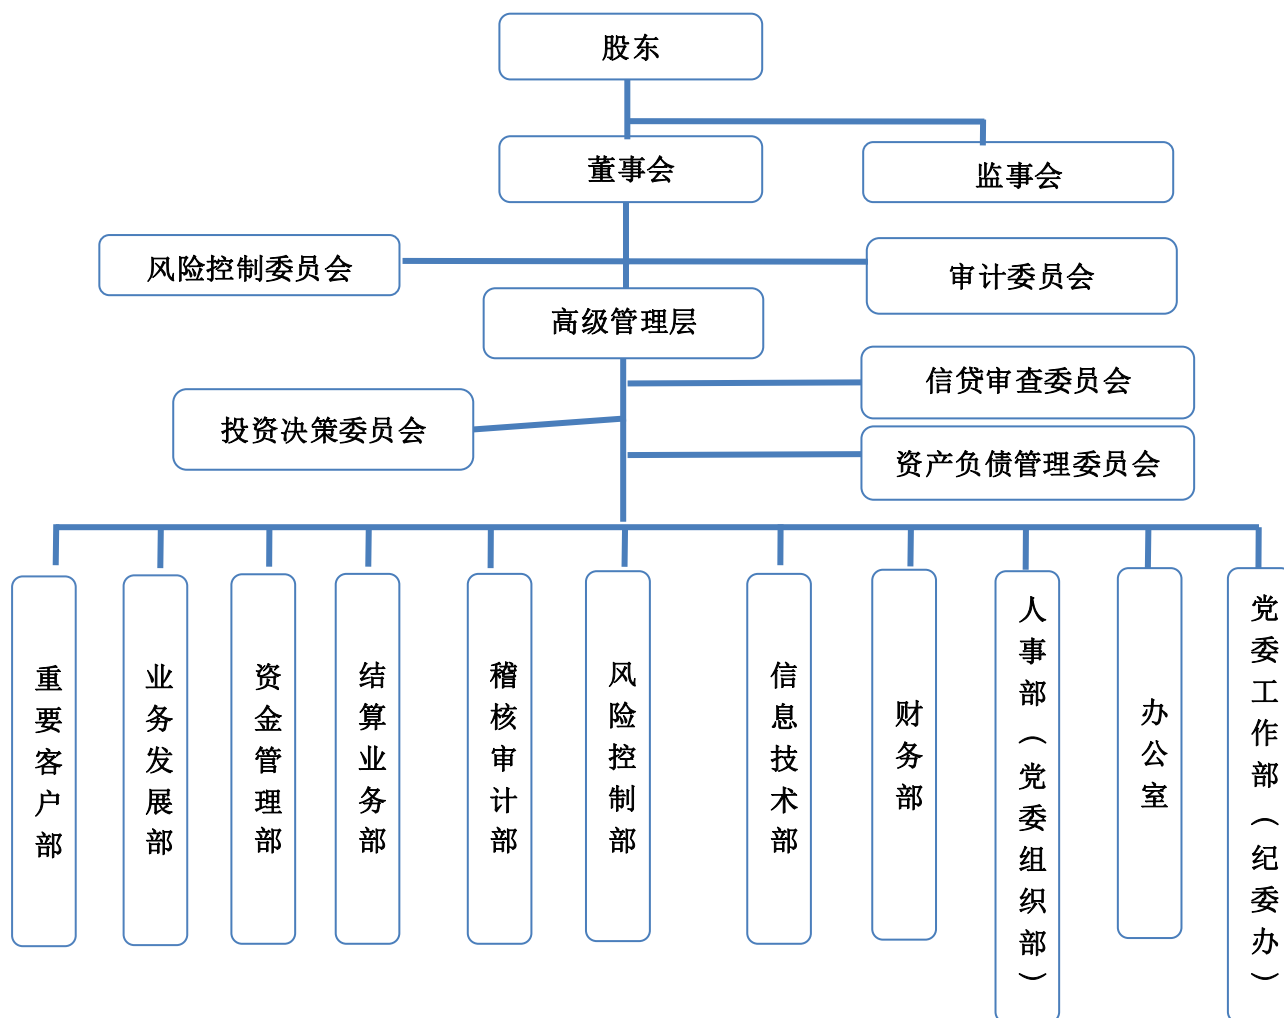 股东
董事会
监事会
风险控制委员会
审计委员会
高级管理层
信贷审查委员会
投资决策委员会
资产负债管理委员会
重要客户部
业务发展部
资金管理部
结算业务部
稽核审计部
风险控制部
信息技术部
财务部
人事部（党委组织部）
办公室
党委工作部（纪委办）